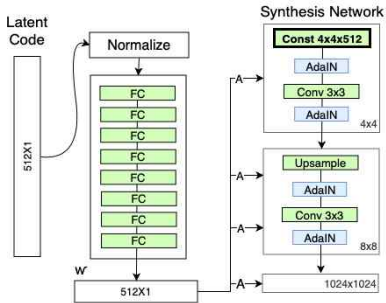 Latent
Code
512X1
Normalize
FC
FC
FC
FC
FC
FC
FC
FC
W
512X1
Synthesis Network
Const 4x4x512
AdaIN
A
Conv 3x3
AdaIN
4x4
Upsample
A
AdaIN
Conv 3x3
A
AdaIN
8x8
A
1024x1024